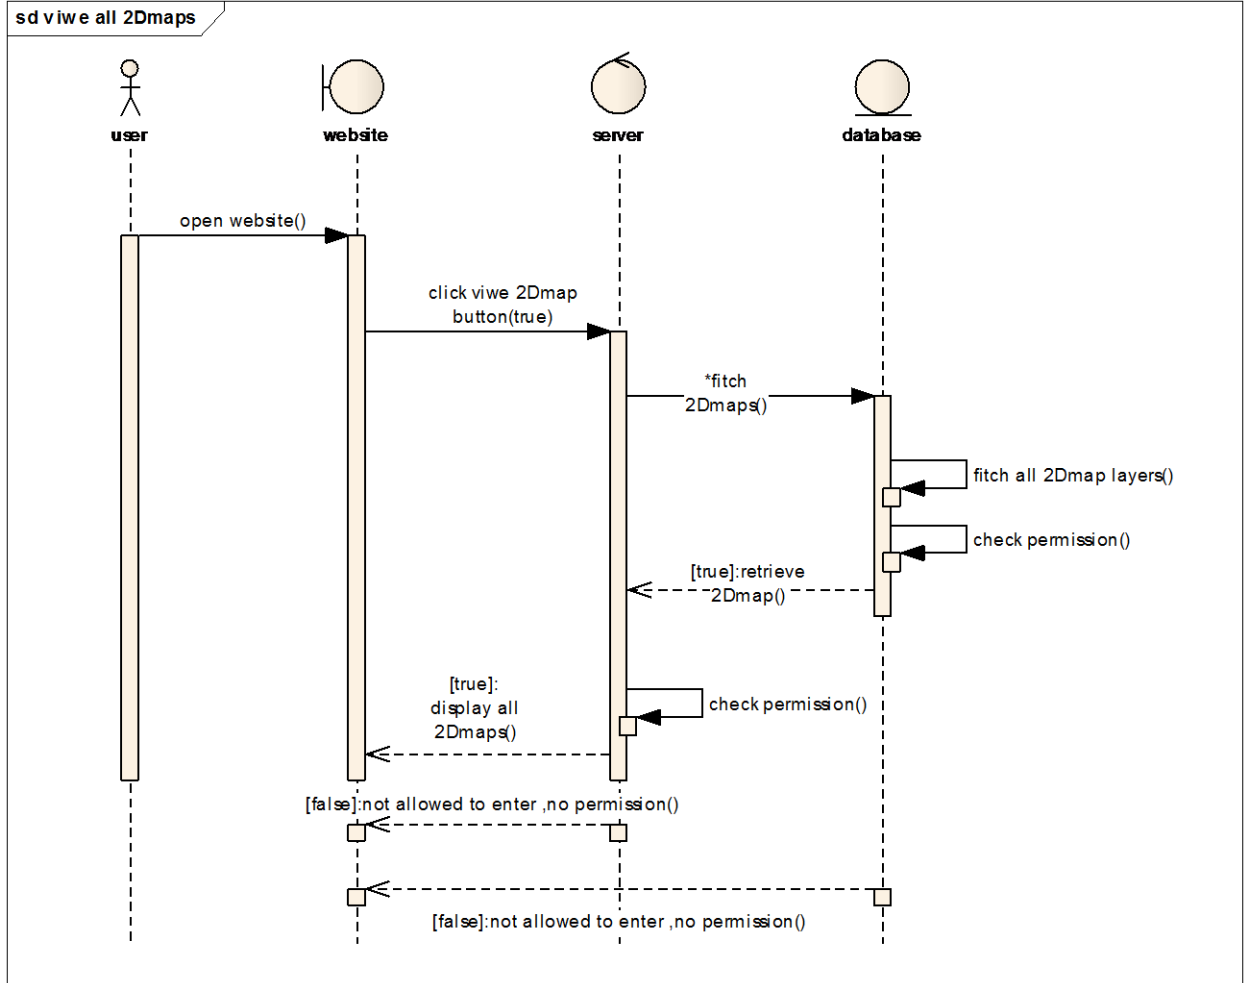 sd viwe all 2Dmaps
user
website
server
database
open website()
click viwe 2Dmap
button(true)
*fitch
2Dmaps()
fitch all 2Dmap layers()
check permission()
[true]:retrieve
2Dmap()
[true]:
display all
2Dmaps()
check permission()
[false]:not allowed to enter ,no permission()
[false]:not allowed to enter ,no permission()